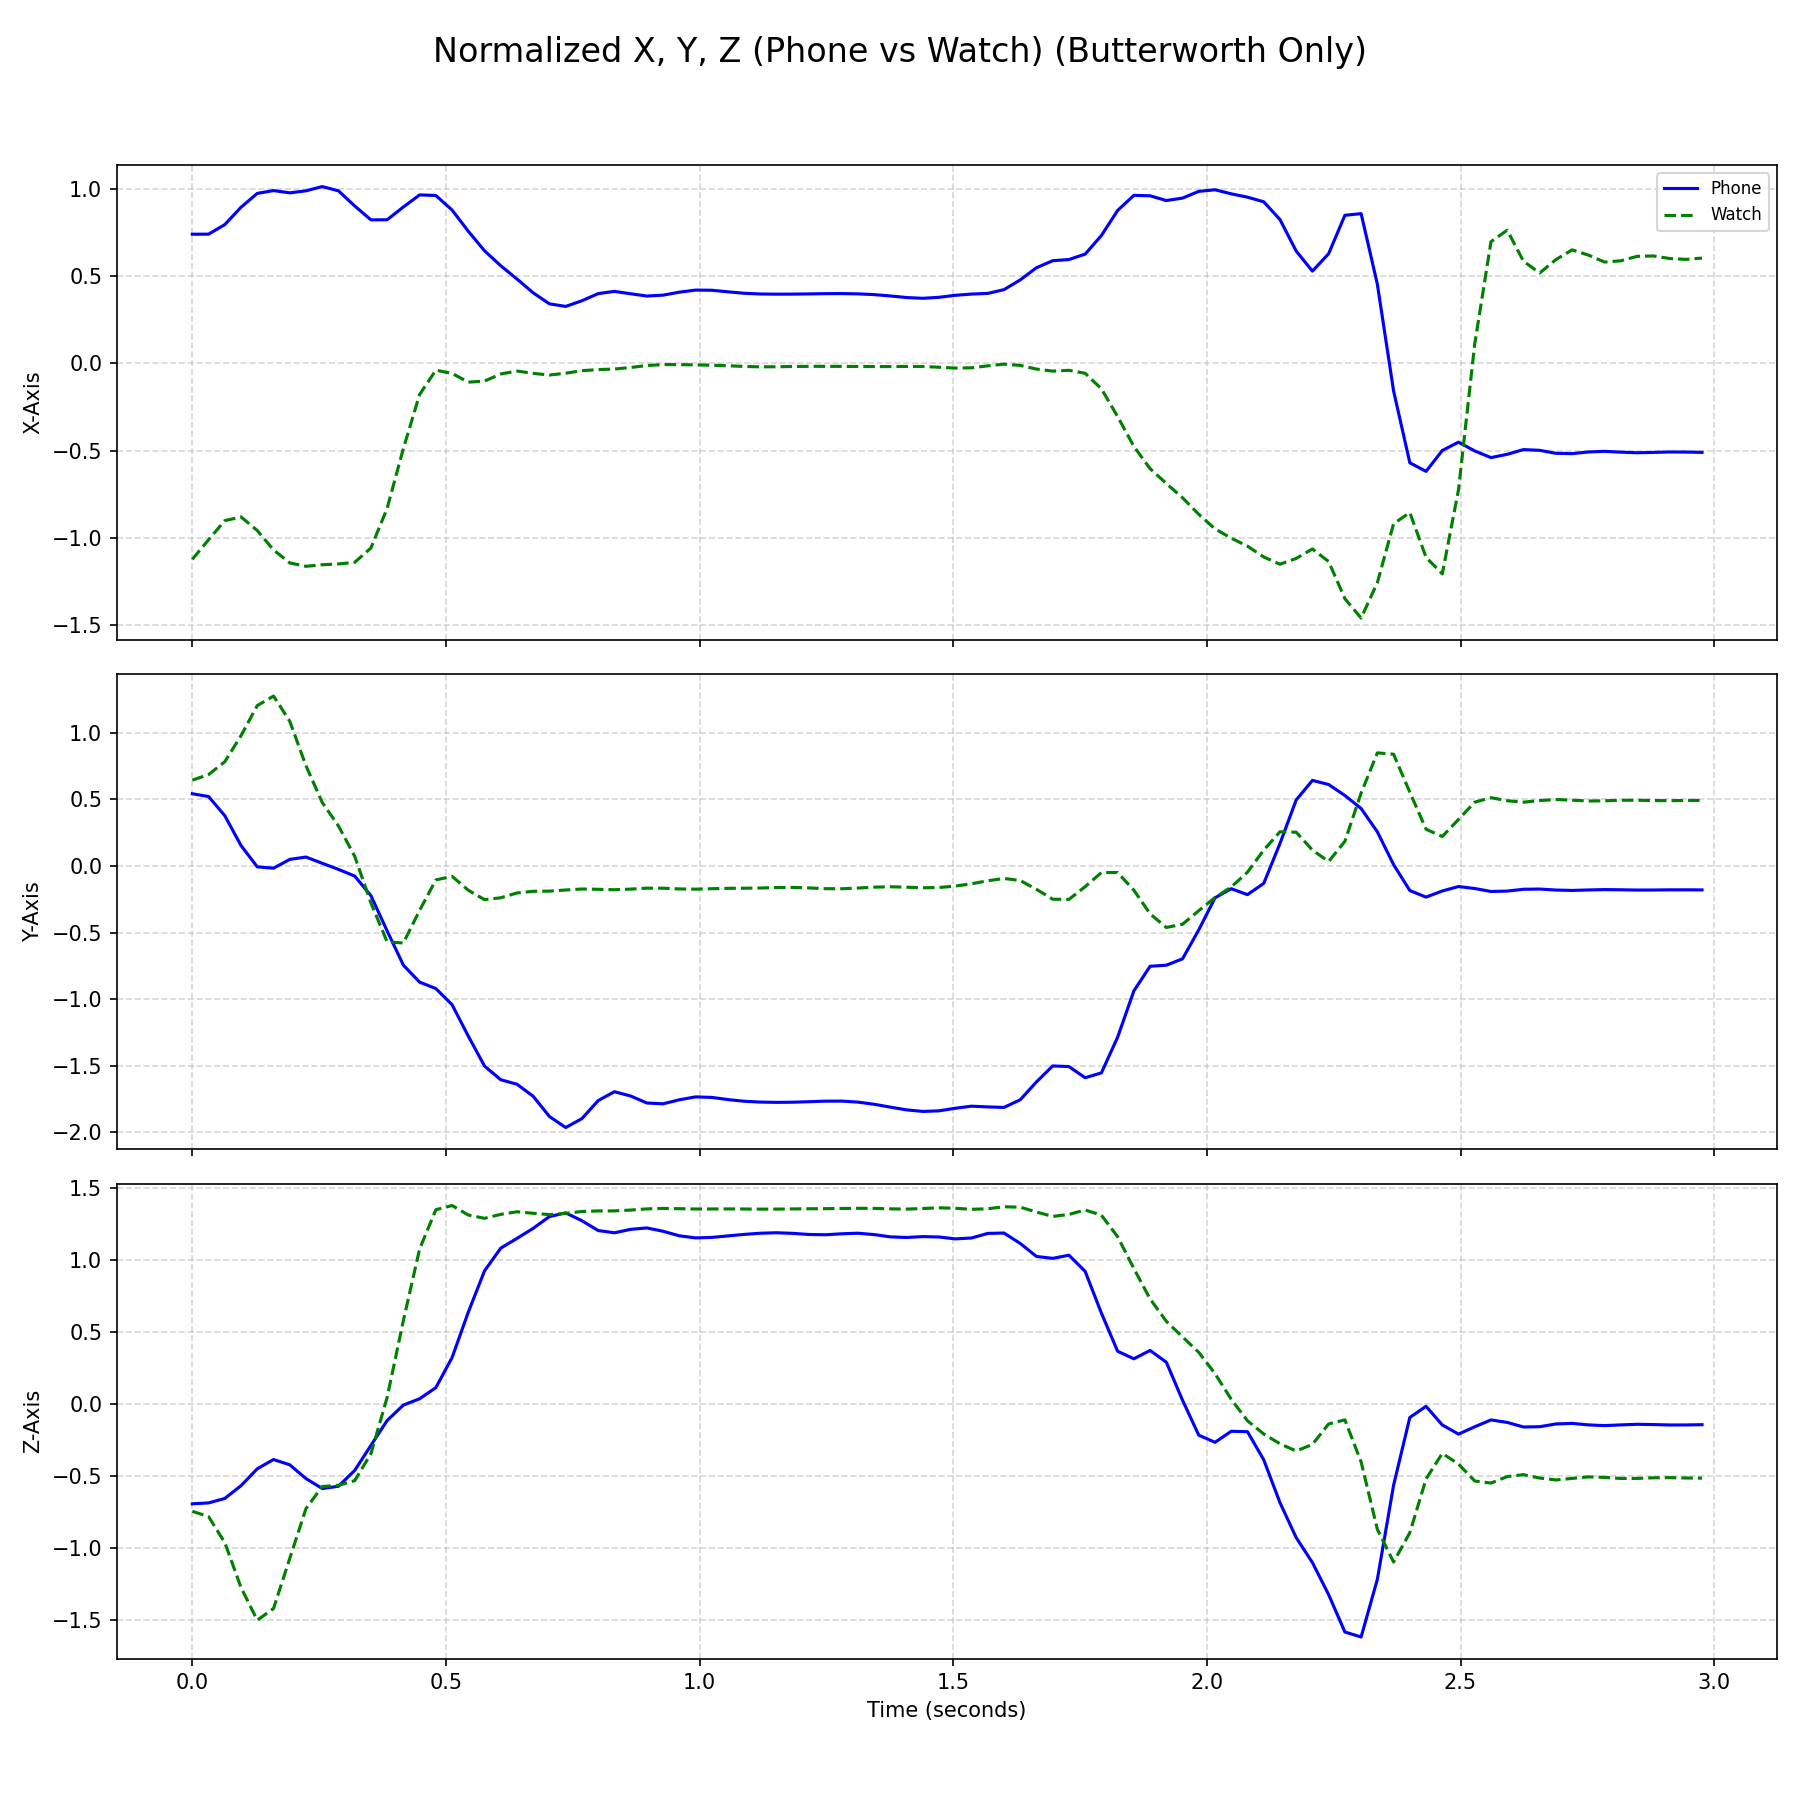 Normalized X, Y, Z (Phone vs Watch) (Butterworth Only)
Phone
Watch
1.0
0.5
0.0
−0.5
−1.0
−1.5
X-Axis
1.0
0.5
0.0
−0.5
−1.0
−1.5
−2.0
Y-Axis
1.5
1.0
0.5
0.0
−0.5
−1.0
−1.5
Z-Axis
0.0 0.5 1.0 1.5 2.0 2.5 3.0
Time (seconds)